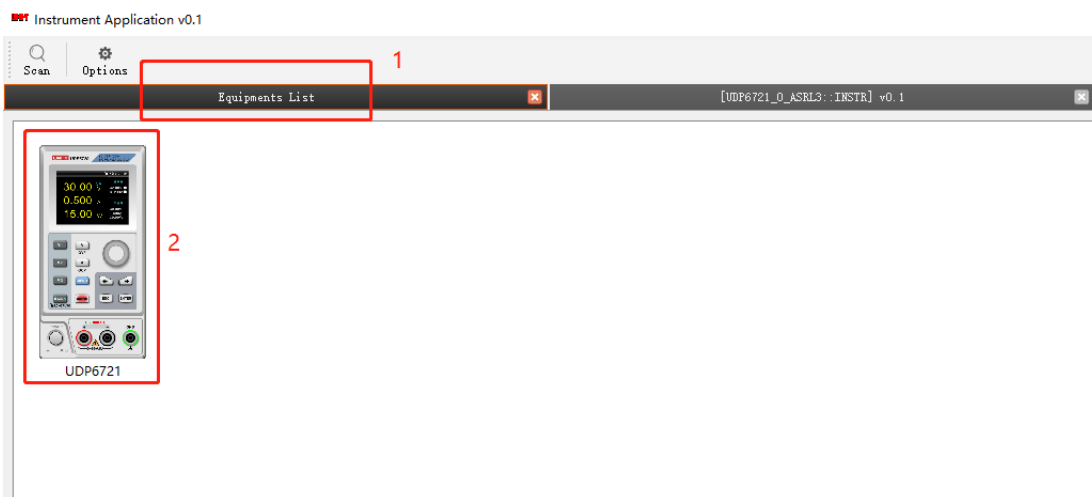 Instrument Application v0.1
1
Scan
Options
Equipments List
[UDP6721_0_ASRL3::INSTR] v0.1
30.00
0.500
15.00
2
UDP6721